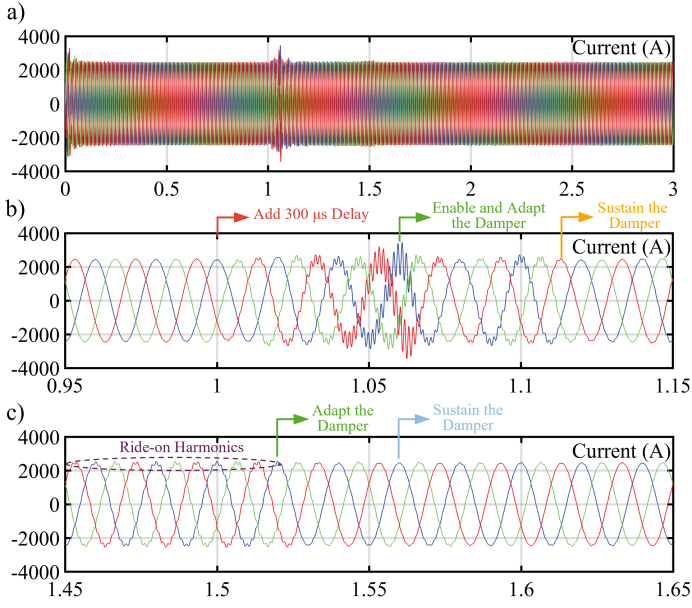 a)
Current (A)
4000
2000
0
-2000
-4000
0 0.5 1 1.5 2 2.5 3
b)
Add 300 µs Delay
Enable and Adapt
the Damper
Sustain the
Damper
Current (A)
4000
2000
0
-2000
-4000
0.95 1 1.05 1.1 1.15
c)
Adapt the
Damper
Sustain the
Damper
Ride-on Harmonics
Current (A)
4000
2000
0
-2000
-4000
1.45 1.5 1.55 1.6 1.65